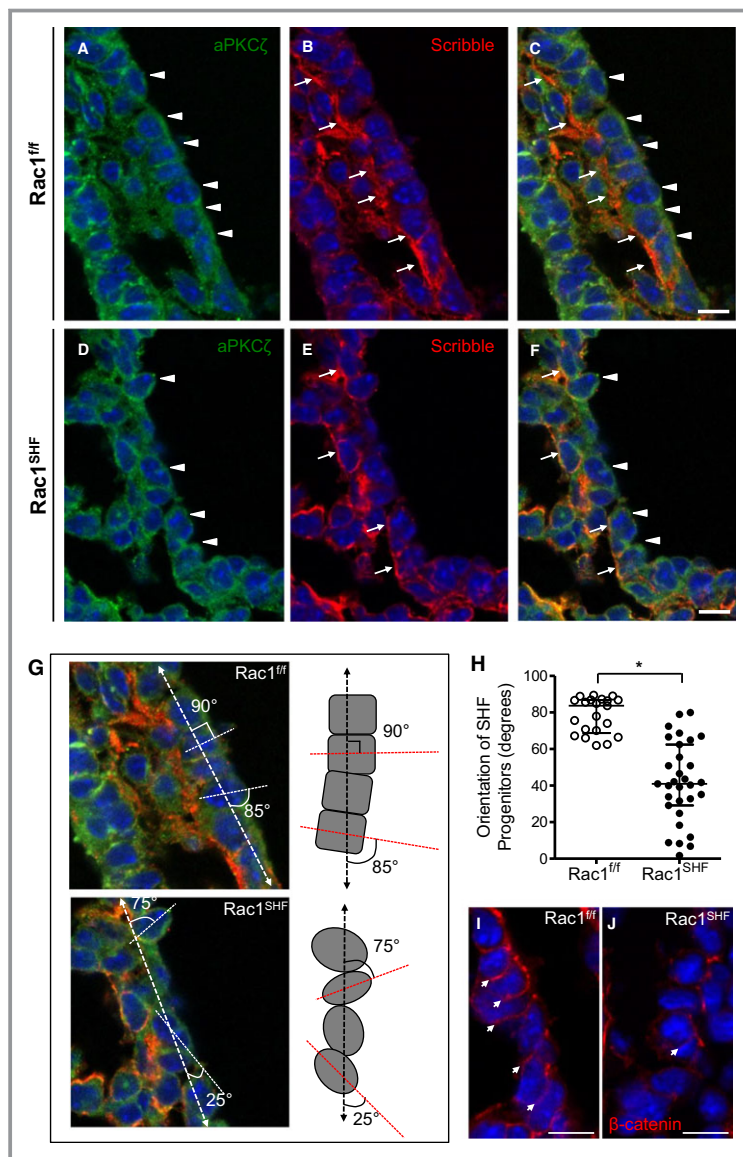 A aPKCζ
B Scribble
C
Rac1f/f
D aPKCζ
E Scribble
F
Rac1SHF
G
Rac1f/f
90°
85°
90°
85°
Rac1SHF
75°
25°
75°
25°
H
*
Orientation of SHF
Progenitors (degrees)
100
80
60
40
20
0
Rac1f/f Rac1SHF
I Rac1f/f
J Rac1SHF
β-catenin